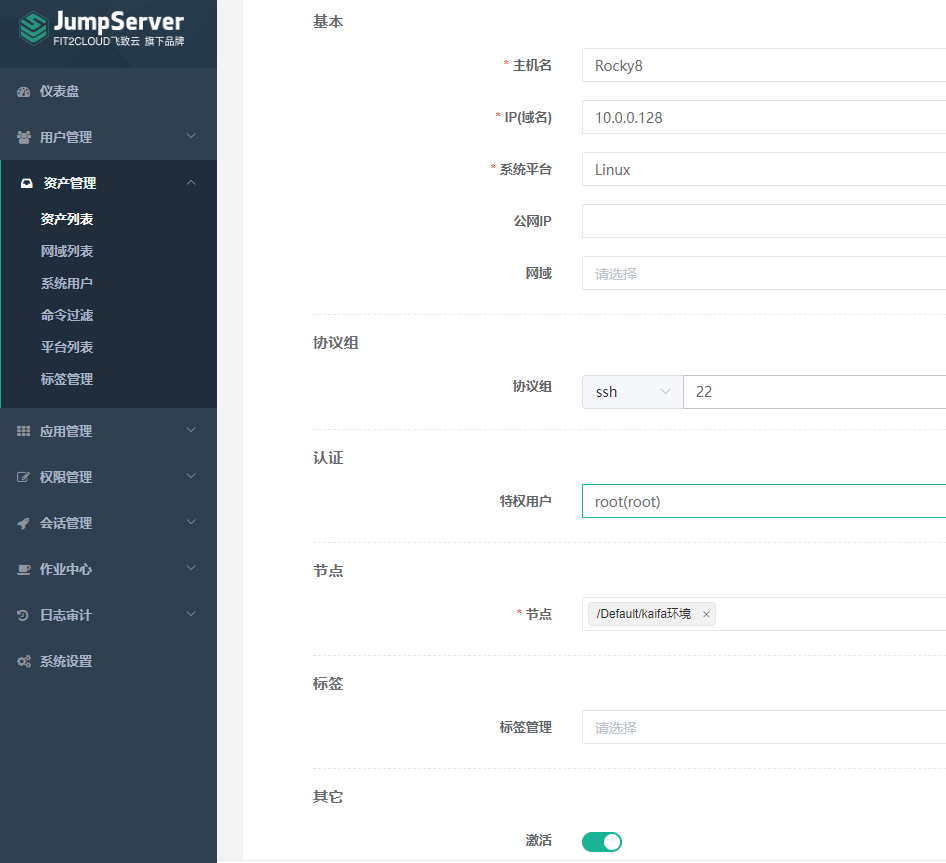 JumpServer
FIT2CLOUD飞致云 旗下品牌
仪表盘
用户管理
资产管理
资产列表
网域列表
系统用户
命令过滤
平台列表
标签管理
应用管理
权限管理
会话管理
作业中心
日志审计
系统设置
基本
* 主机名 Rocky8
* IP(域名) 10.0.0.128
* 系统平台 Linux
公网IP
网域 请选择
协议组
协议组 ssh 22
认证
特权用户 root(root)
节点
* 节点 /Default/kaifa环境 ×
标签
标签管理 请选择
其它
激活